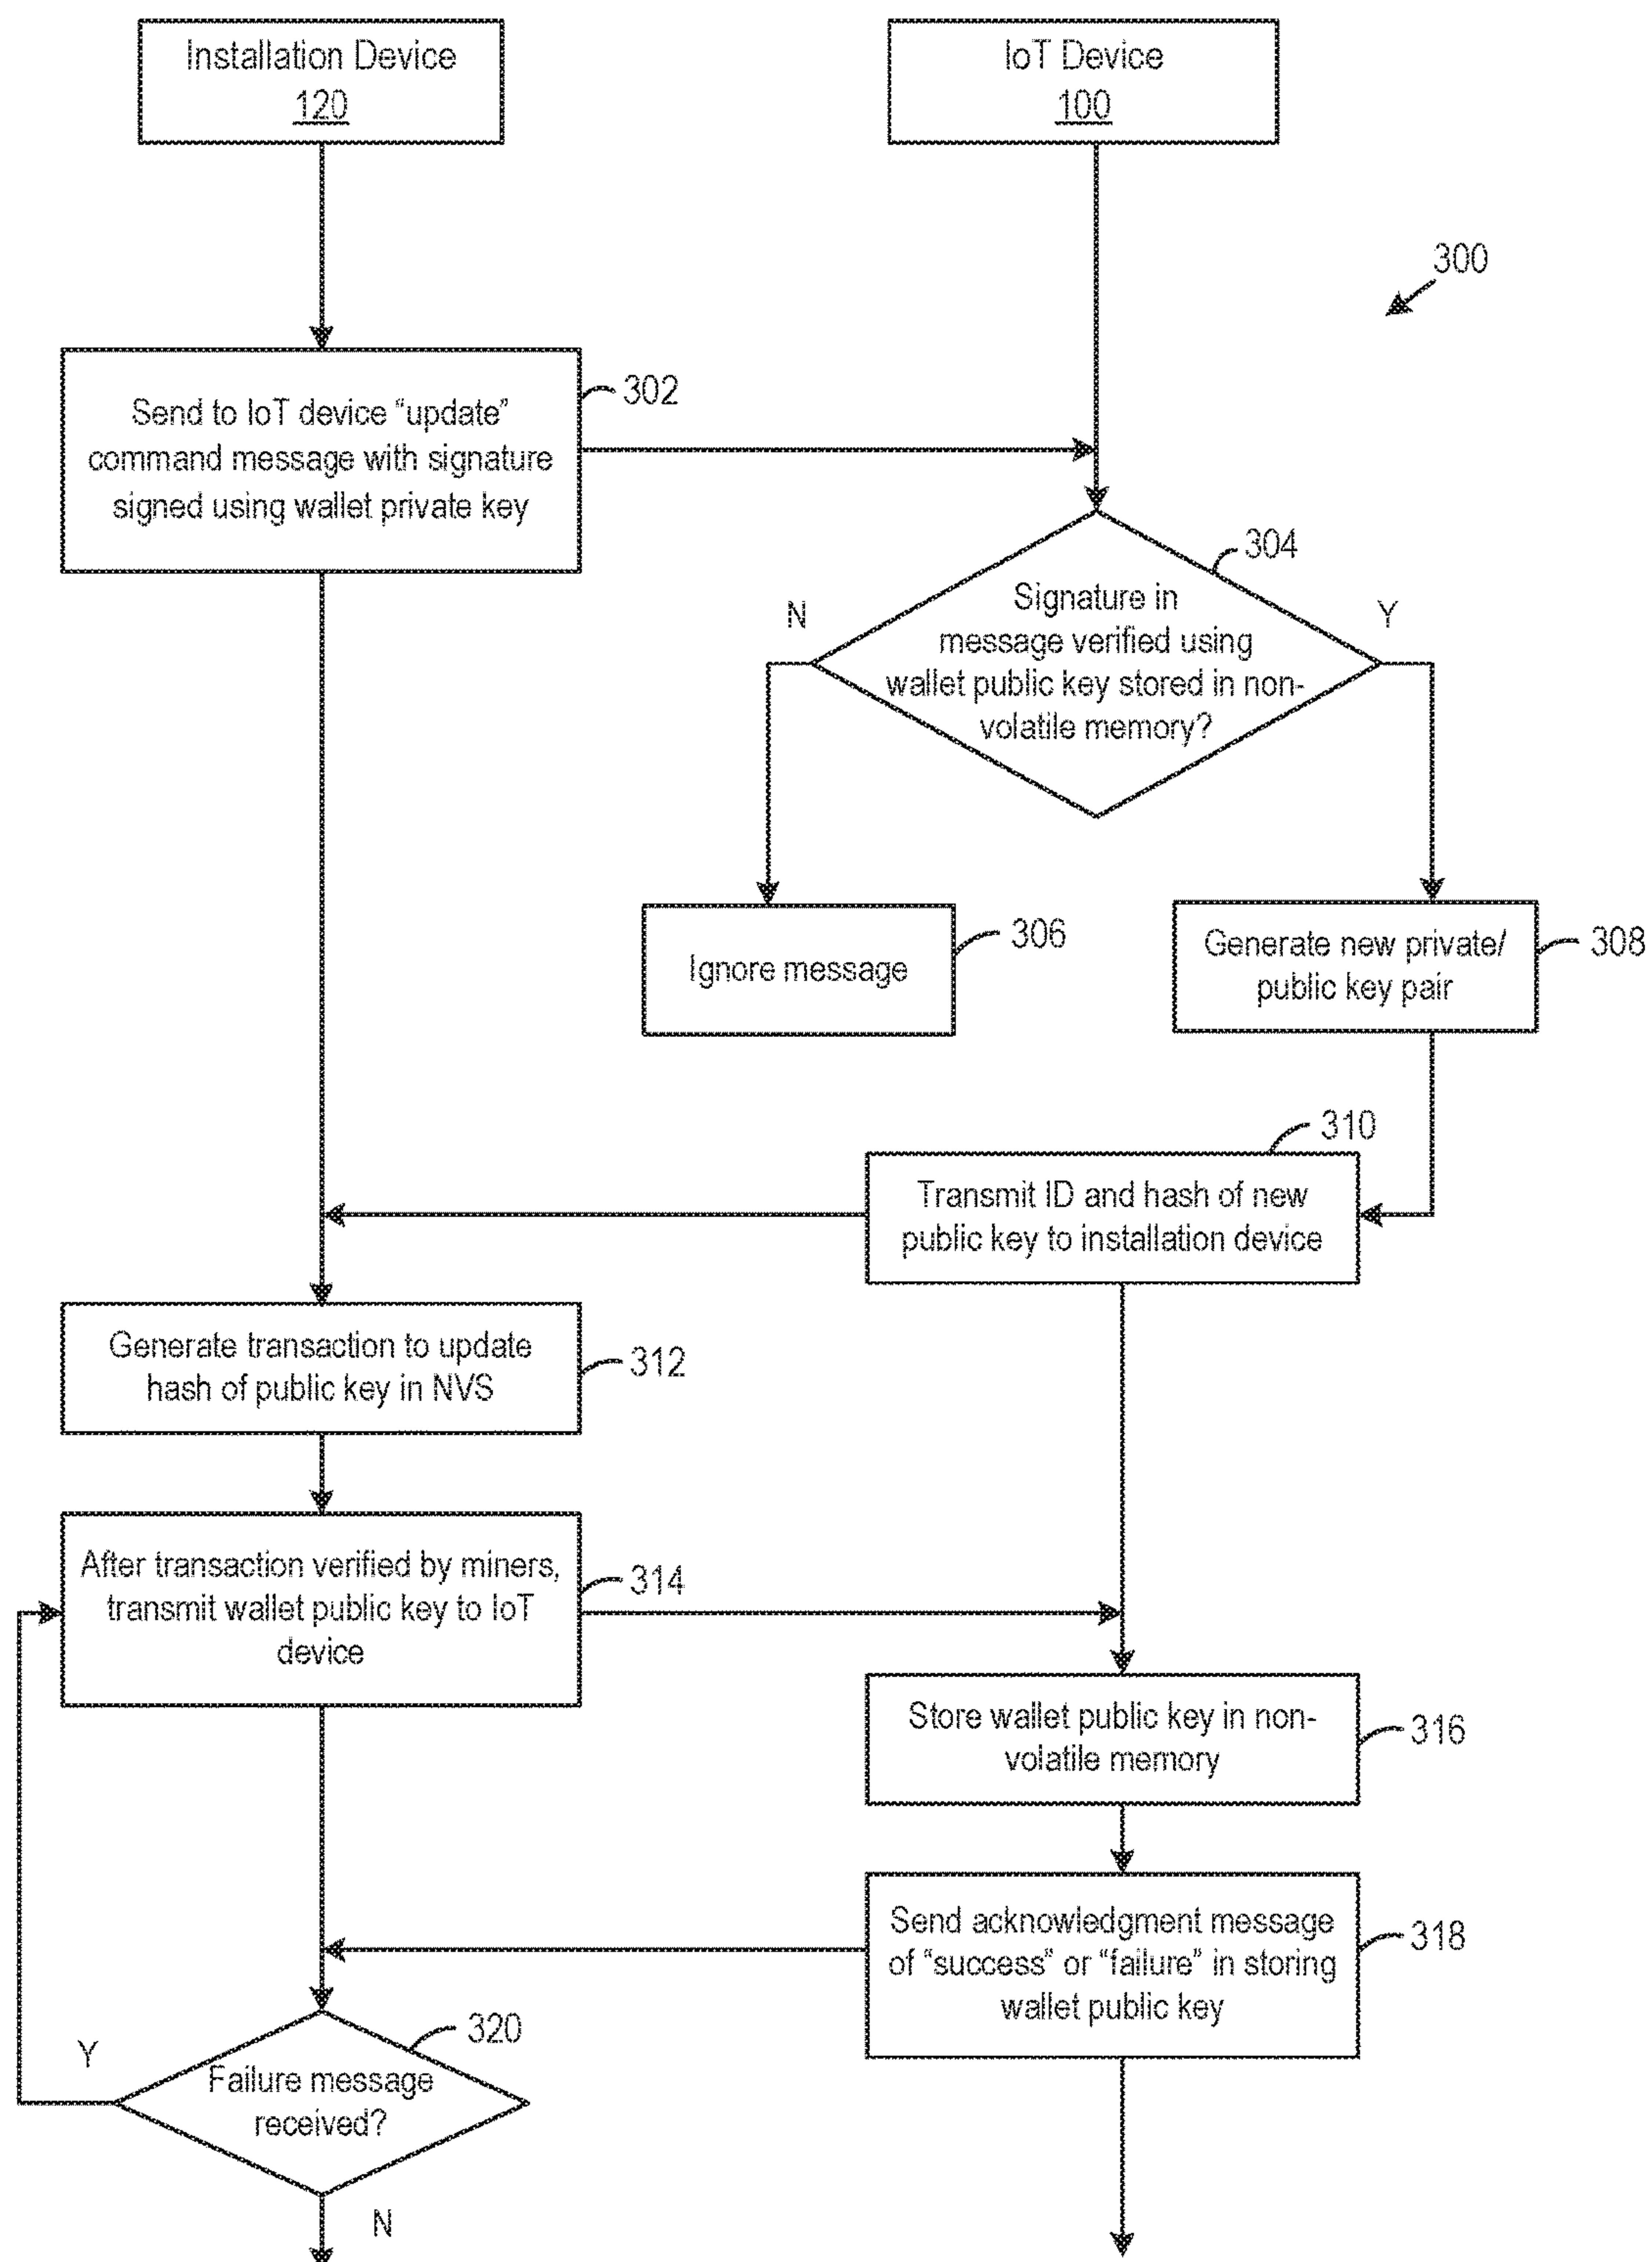 Installation Device
120
IoT Device
100
300
Send to IoT device “update”
command message with signature
signed using wallet private key
302
304
Signature in
message verified using
wallet public key stored in non-
volatile memory?
N
Y
Ignore message
306
Generate new private/
public key pair
308
310
Transmit ID and hash of new
public key to installation device
Generate transaction to update
hash of public key in NVS
312
After transaction verified by miners,
transmit wallet public key to IoT
device
314
Store wallet public key in non-
volatile memory
316
Send acknowledgment message
of “success” or “failure” in storing
wallet public key
318
320
Y
Failure message
received?
N